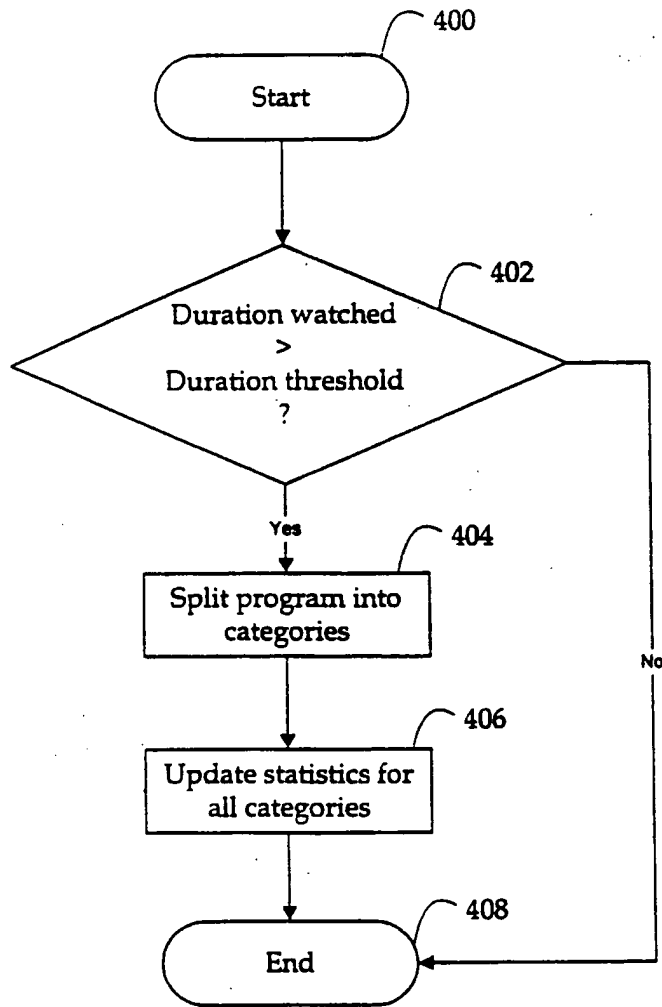 400
Start
402
Duration watched
>
Duration threshold
?
Yes
404
Split program into
categories
No
406
Update statistics for
all categories
408
End